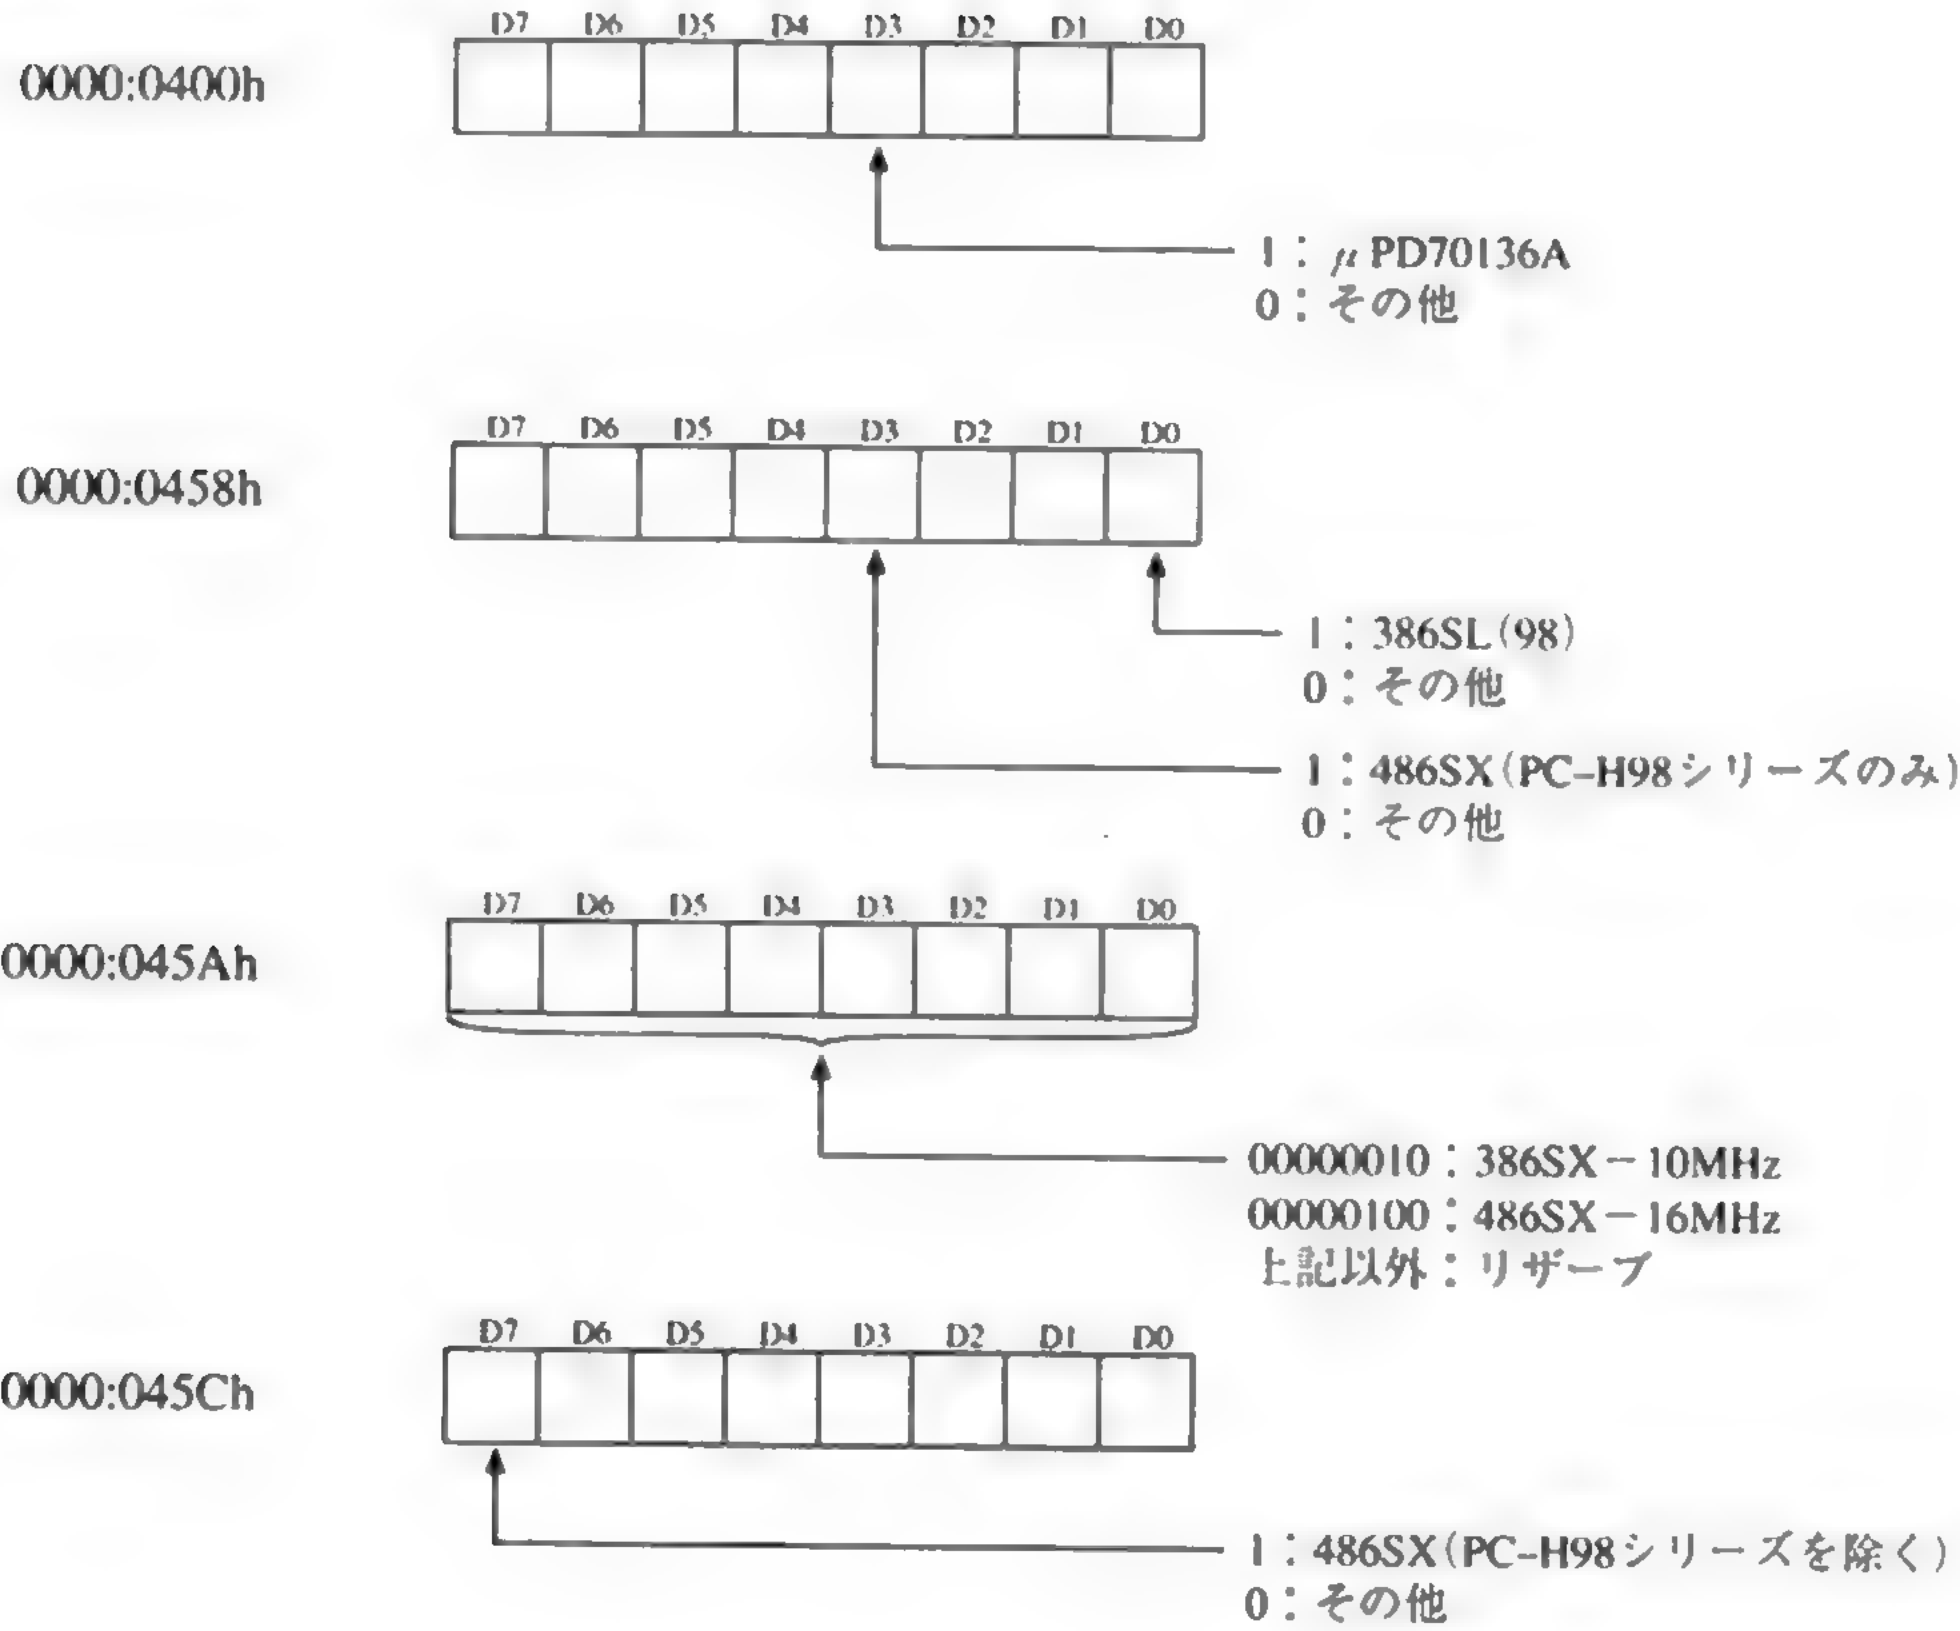 D7 D6 D5 D4 D3 D2 D1 D0
0000:0400h
1：μPD70136A
0：その他
D7 D6 D5 D4 D3 D2 D1 D0
0000:0458h
1：386SL(98)
0：その他
1：486SX(PC-H98シリーズのみ)
0：その他
D7 D6 D5 D4 D3 D2 D1 D0
0000:045Ah
00000010：386SX－10MHz
00000100：486SX－16MHz
上記以外：リザーブ
D7 D6 D5 D4 D3 D2 D1 D0
0000:045Ch
1：486SX(PC-H98シリーズを除く)
0：その他